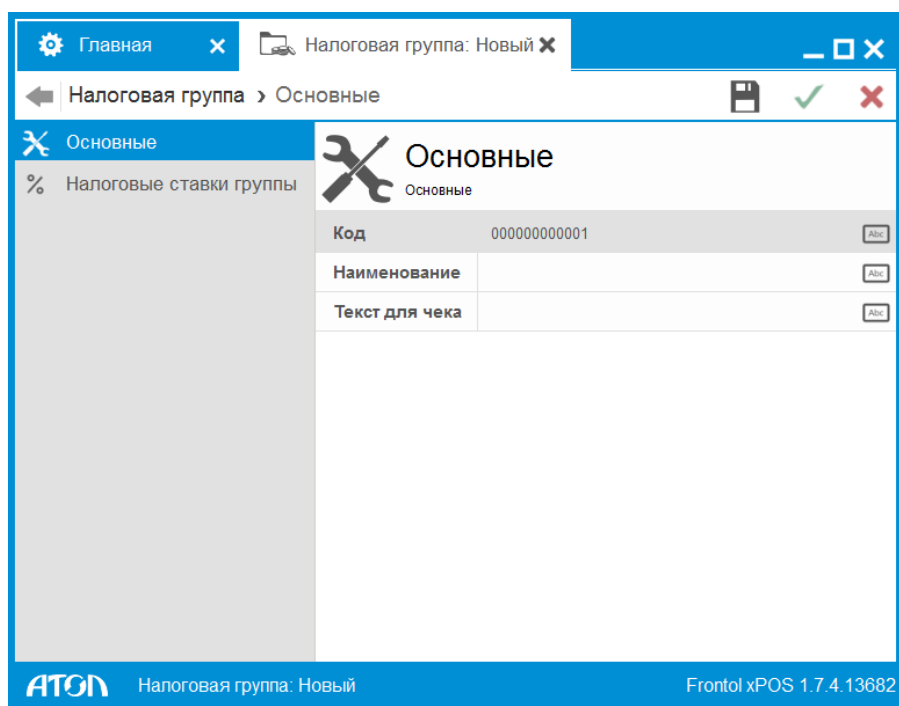 Главная
Налоговая группа: Новый
Налоговая группа › Основные
Основные
% Налоговые ставки группы
Основные
Основные
Код 000000000001 Abc
Наименование Abc
Текст для чека Abc
АТОЛ Налоговая группа: Новый Frontol xPOS 1.7.4.13682